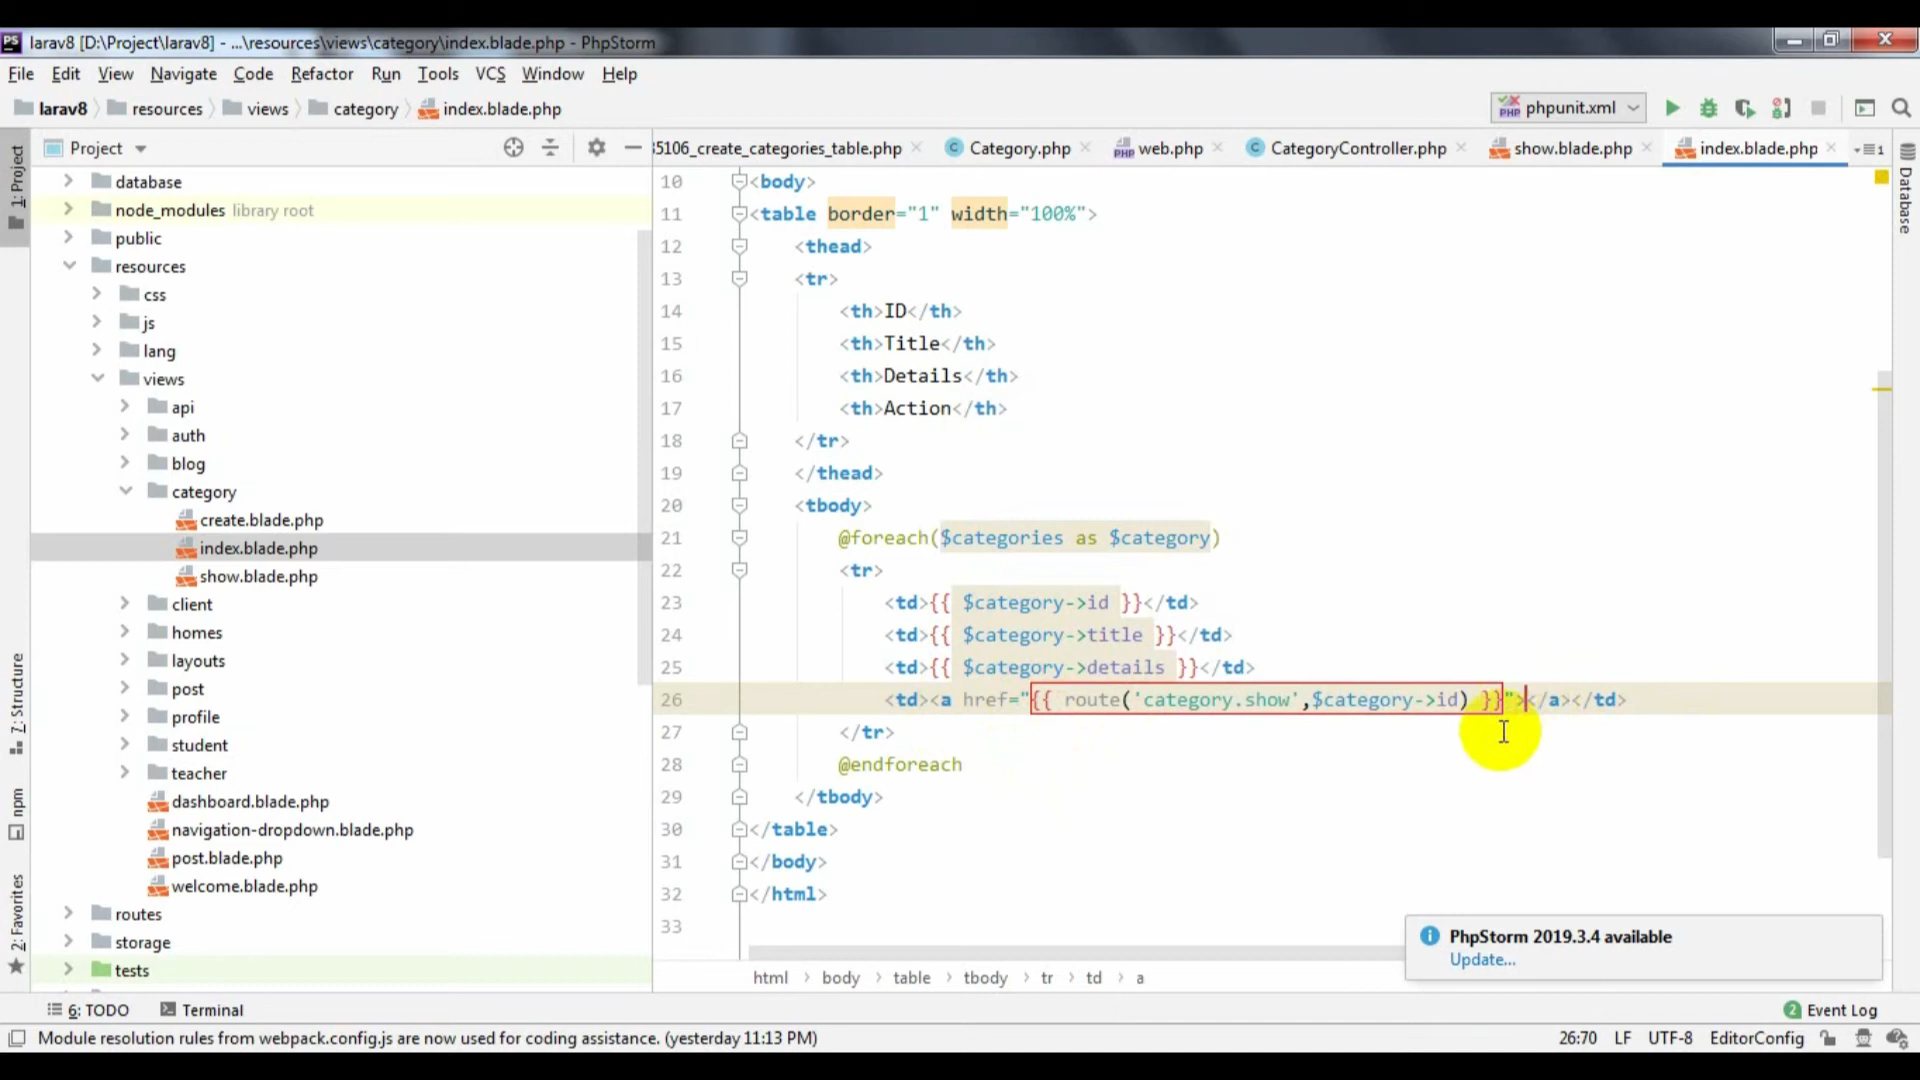 PS larav8 [D:\Project\larav8] - ...\resources\views\category\index.blade.php - PhpStorm
File Edit View Navigate Code Refactor Run Tools VCS Window Help
larav8 resources views category index.blade.php
PHP phpunit.xml
Project
35106_create_categories_table.php C Category.php PHP web.php C CategoryController.php show.blade.php index.blade.php 1
1: Project
7: Structure
npm
2: Favorites
Database
database
node_modules library root
public
resources
css
js
lang
views
api
auth
blog
category
create.blade.php
index.blade.php
show.blade.php
client
homes
layouts
post
profile
student
teacher
dashboard.blade.php
navigation-dropdown.blade.php
post.blade.php
welcome.blade.php
routes
storage
tests
10 <body>
11 <table border="1" width="100%">
12 <thead>
13 <tr>
14 <th>ID</th>
15 <th>Title</th>
16 <th>Details</th>
17 <th>Action</th>
18 </tr>
19 </thead>
20 <tbody>
21 @foreach($categories as $category)
22 <tr>
23 <td>{{ $category->id }}</td>
24 <td>{{ $category->title }}</td>
25 <td>{{ $category->details }}</td>
26 <td><a href="{{ route('category.show',$category->id) }}"></a></td>
27 </tr>
28 @endforeach
29 </tbody>
30 </table>
31 </body>
32 </html>
33
PhpStorm 2019.3.4 available
Update...
html body table tbody tr td a
6: TODO Terminal 2 Event Log
Module resolution rules from webpack.config.js are now used for coding assistance. (yesterday 11:13 PM) 26:70 LF UTF-8 EditorConfig